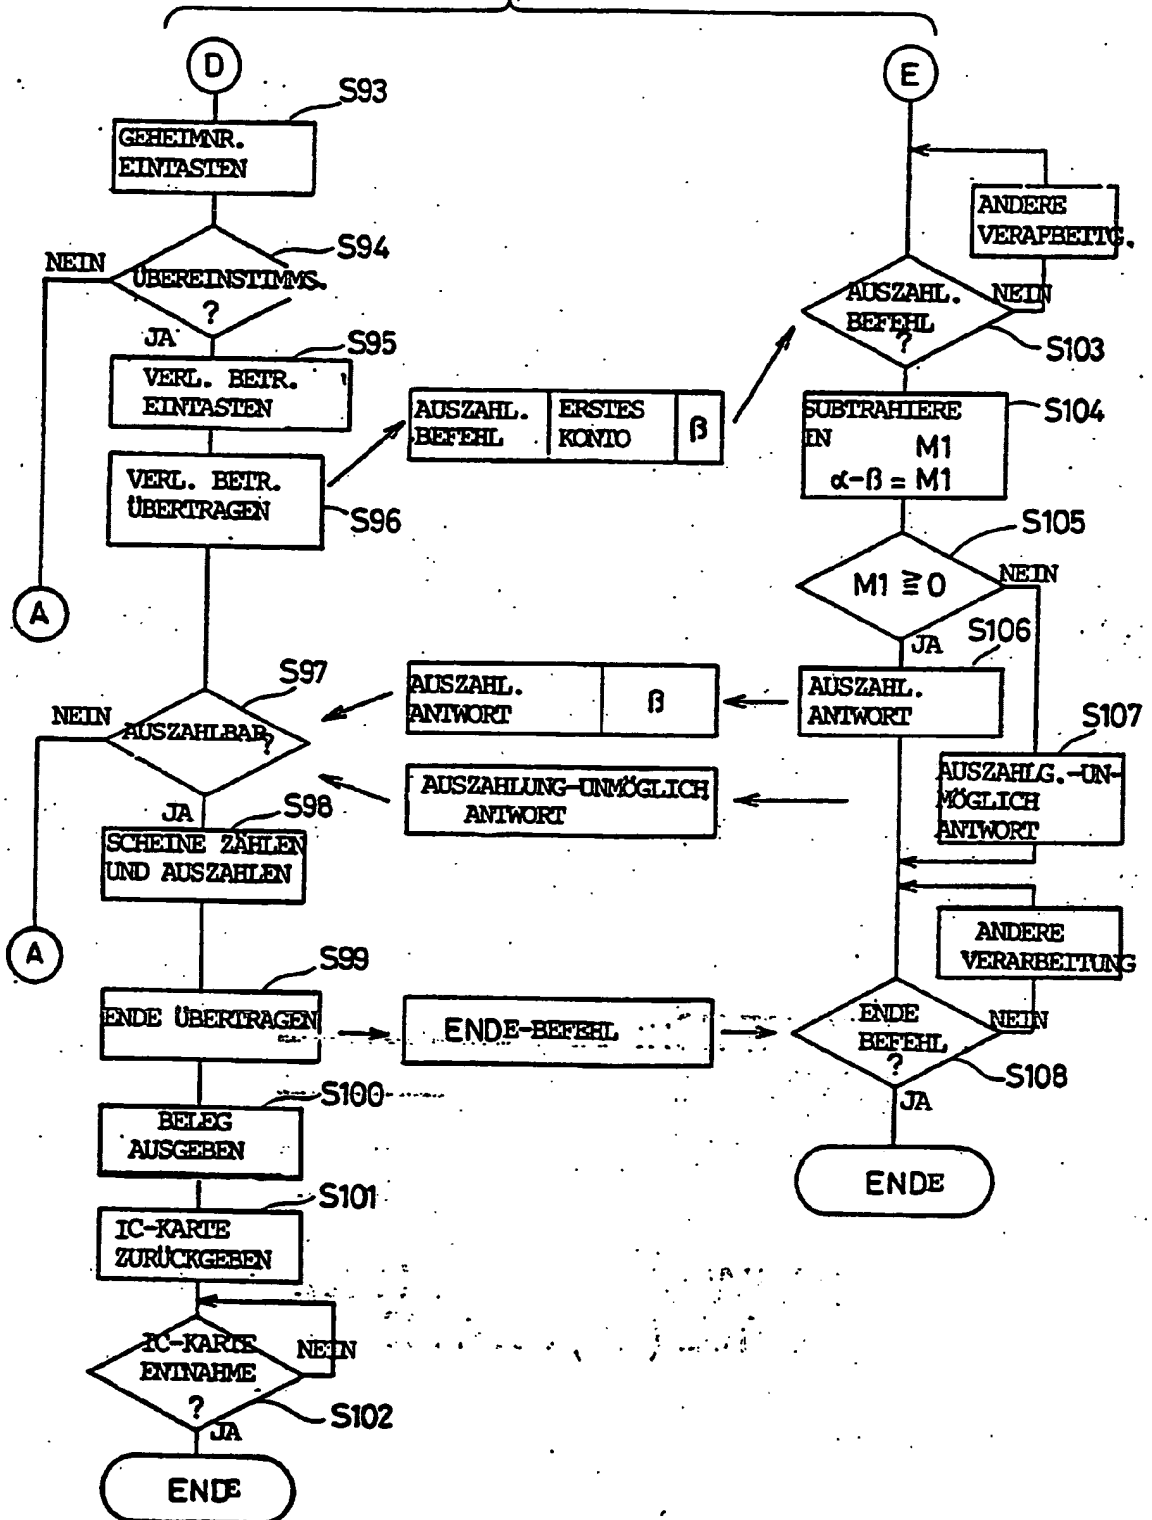 D
S93
GEHEIMNR.
EINTASTEN
S94
NEIN
ÜBEREINSTIMMS.
?
JA
S95
VERL. BETR.
EINTASTEN
VERL. BETR.
ÜBERTRAGEN
S96
A
AUSZAHL.
BEFEHL
ERSTES
KONTO
β
S97
NEIN
AUSZAHLBAR?
JA
S98
SCHEINE ZÄHLEN
UND AUSZAHLEN
A
AUSZAHL.
ANTWORT
β
AUSZAHLUNG-UNMÖGLICH
ANTWORT
S99
ENDE ÜBERTRAGEN
ENDE-BEFEHL
S100
BELEG
AUSGEBEN
S101
IC-KARTE
ZURÜCKGEBEN
IC-KARTE
ENTNAHME
?
NEIN
S102
JA
ENDE
E
ANDERE
VERARBEITG.
AUSZAHL.
BEFEHL
?
NEIN
S103
SUBTRAHIERE
IN
M1
α-β = M1
S104
S105
M1 ≧ 0
NEIN
JA
S106
AUSZAHL.
ANTWORT
S107
AUSZAHLG.-UN-
MÖGLICH
ANTWORT
ANDERE
VERARBEITUNG
ENDE
BEFEHL
?
NEIN
S108
JA
ENDE